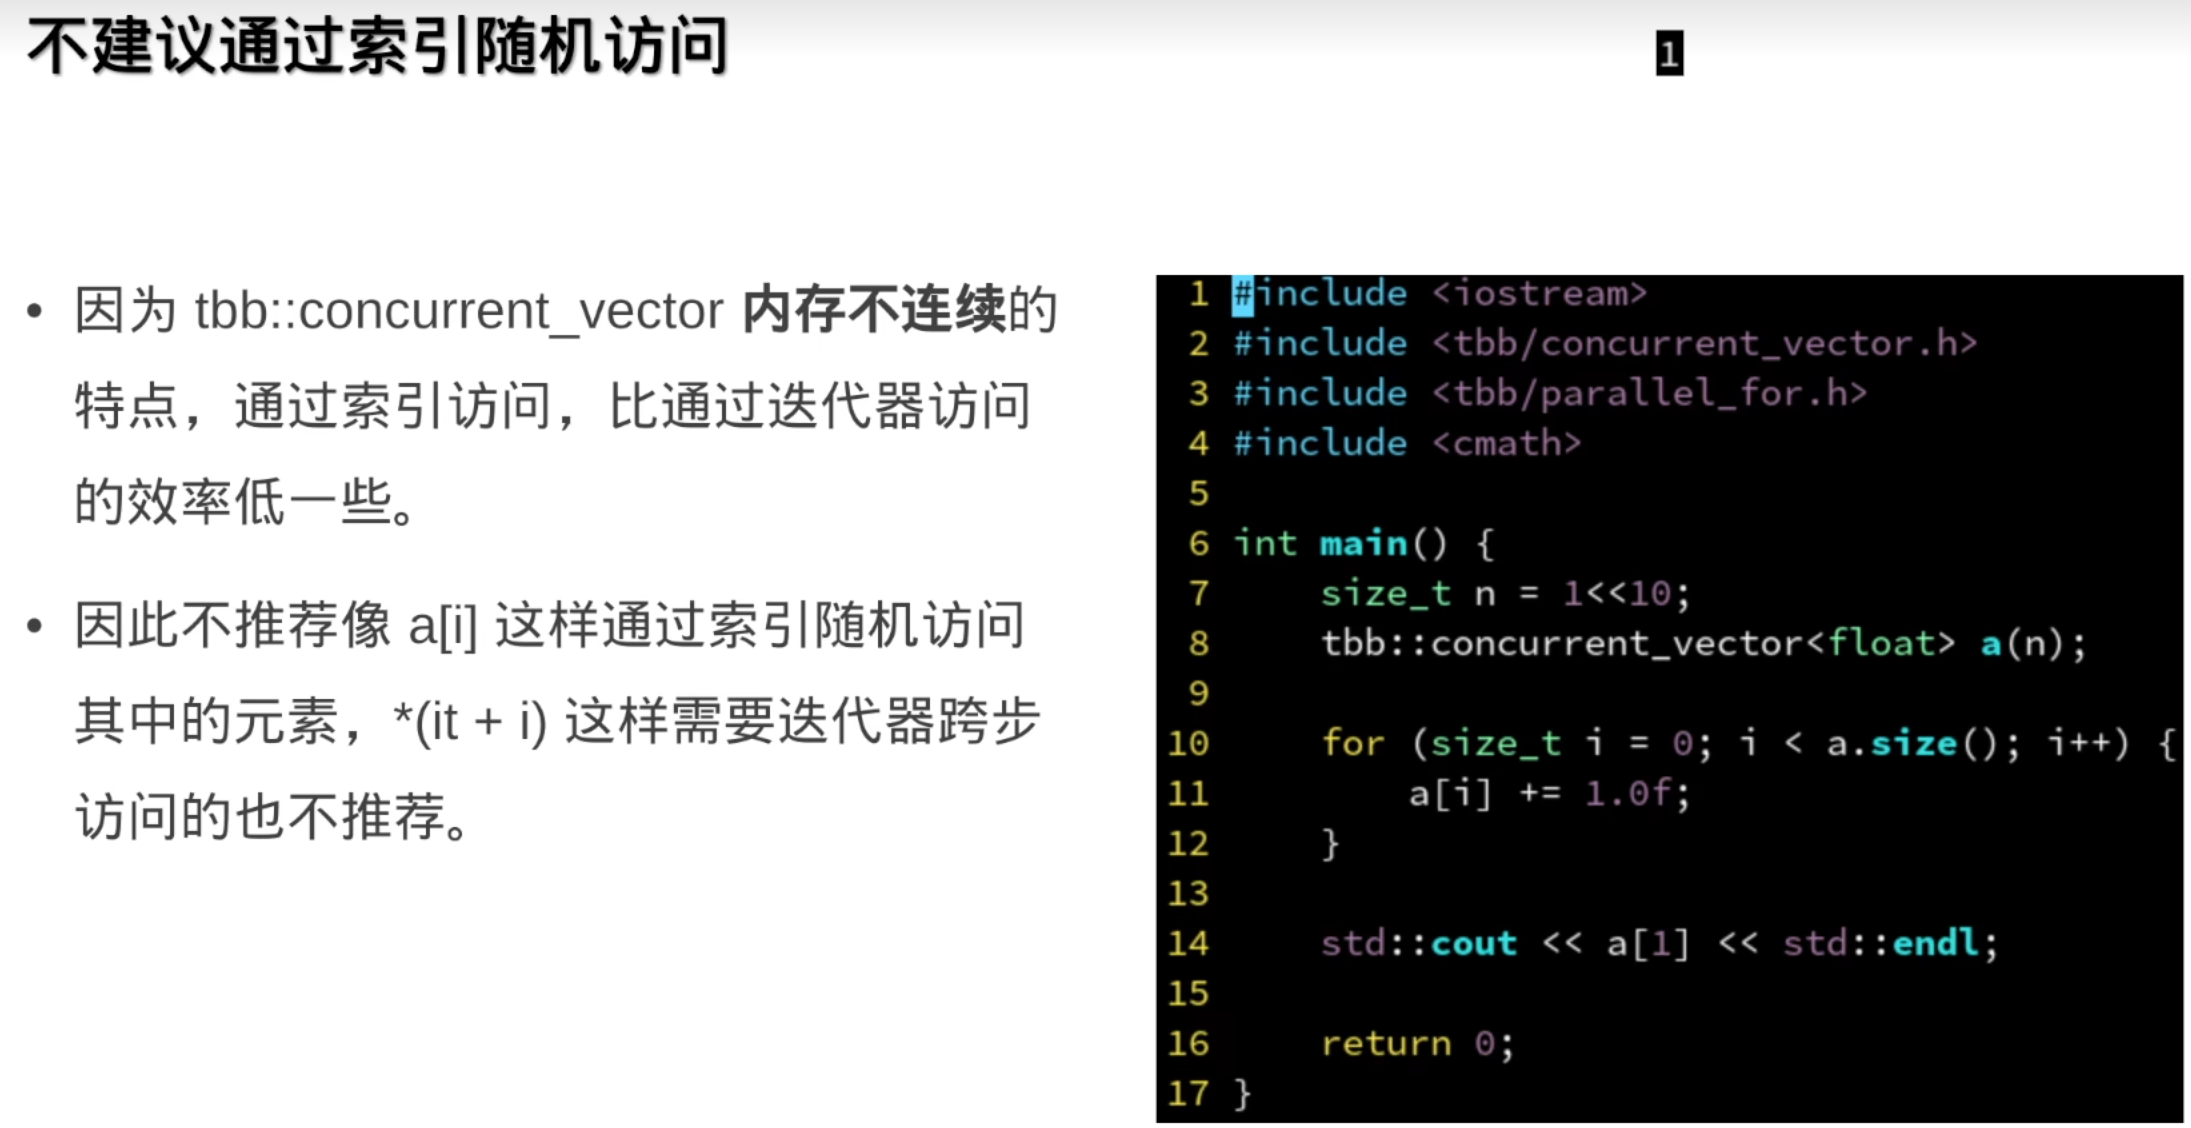 不建议通过索引随机访问
1
• 因为 tbb::concurrent_vector 内存不连续的
特点，通过索引访问，比通过迭代器访问
的效率低一些。
• 因此不推荐像 a[i] 这样通过索引随机访问
其中的元素，*(it + i) 这样需要迭代器跨步
访问的也不推荐。
1 #include <iostream>
2 #include <tbb/concurrent_vector.h>
3 #include <tbb/parallel_for.h>
4 #include <cmath>
5
6 int main() {
7     size_t n = 1<<10;
8     tbb::concurrent_vector<float> a(n);
9
10     for (size_t i = 0; i < a.size(); i++) {
11         a[i] += 1.0f;
12     }
13
14     std::cout << a[1] << std::endl;
15
16     return 0;
17 }